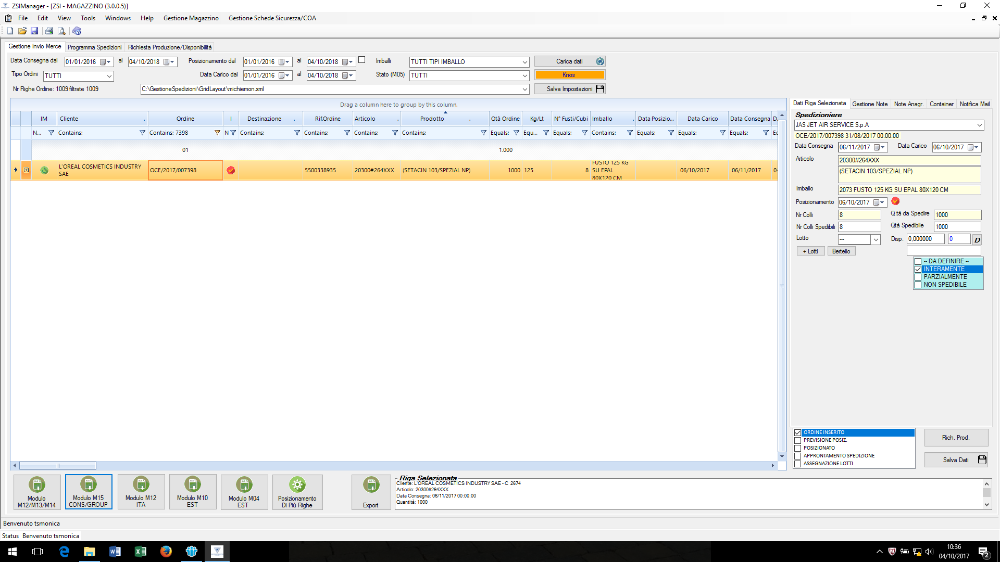 ZSIManager - [ZSI - MAGAZZINO (3.0.0.5)]
File Edit View Tools Windows Help Gestione Magazzino Gestione Schede Sicurezza/COA
Gestione Invio Merce Programma Spedizioni Richiesta Produzione/Disponibilità
Data Consegna dal 01/01/2016 al 04/10/2018 Posizionamento dal 01/01/2016 al 04/10/2018 Imballi TUTTI TIPI IMBALLO Carica dati
Tipo Ordini TUTTI Data Carico dal 01/01/2016 al 04/10/2018 Stato (M05) TUTTI Knos
Nr Righe Ordine: 1009 filtrate 1009 C:\GestioneSpedizioni\GridLayout\michiemon.xml Salva Impostazioni
Drag a column here to group by this column.
IM Cliente . Ordine I Destinazione . Rif.Ordine Articolo . Prodotto . Qtà Ordine Kg/Lt N° Fusti/Cubi Imballo . Data Posizio... Data Carico Data Consegna D.
N... Contains: Contains: 7398 N Contains: Contains: Contains: Contains: Equals: Equ... Equals: Contains: Equals: Equals: Equals: Ec
01 1.000
L'OREAL COSMETICS INDUSTRY SAE OCE/2017/007398 5500338935 20300#264XXX (SETACIN 103/SPEZIAL NP) 1000 125 8 FUSTO 125 KG SU EPAL 80X120 CM 06/10/2017 06/11/2017 0-
Dati Riga Selezionata Gestione Note Note Anagr. Container Notifica Mail
Spedizioniere
JAS JET AIR SERVICE S.p.A
OCE/2017/007398 31/08/2017 00:00:00
Data Consegna 06/11/2017 Data Carico 06/10/2017
Articolo 20300#264XXX
(SETACIN 103/SPEZIAL NP)
Imballo 2073 FUSTO 125 KG SU EPAL 80X120 CM
Posizionamento 06/10/2017
Nr Colli 8 Q.tà da Spedire 1000
Nr Colli Spedibili 8 Qtà Spedibile 1000
Lotto --- Disp. 0,000000 0 D
+ Lotti Bertello
-- DA DEFINIRE --
INTERAMENTE
PARZIALMENTE
NON SPEDIBILE
ORDINE INSERITO
PREVISIONE POSIZ.
POSIZIONATO
APPRONTAMENTO SPEDIZIONE
ASSEGNAZIONE LOTTI
Rich. Prod.
Salva Dati
Modulo M12/M13/M14
Modulo M15 CONS/GROUP
Modulo M12 ITA
Modulo M10 EST
Modulo M04 EST
Posizionamento Di Più Righe
Export
Riga Selezionata
Cliente: L'OREAL COSMETICS INDUSTRY SAE - C 2674
Articolo: 20300#264XXX
Data Consegna: 06/11/2017 00:00:00
Quantità: 1000
Benvenuto tsmonica
Status Benvenuto tsmonica
10:36
04/10/2017
2